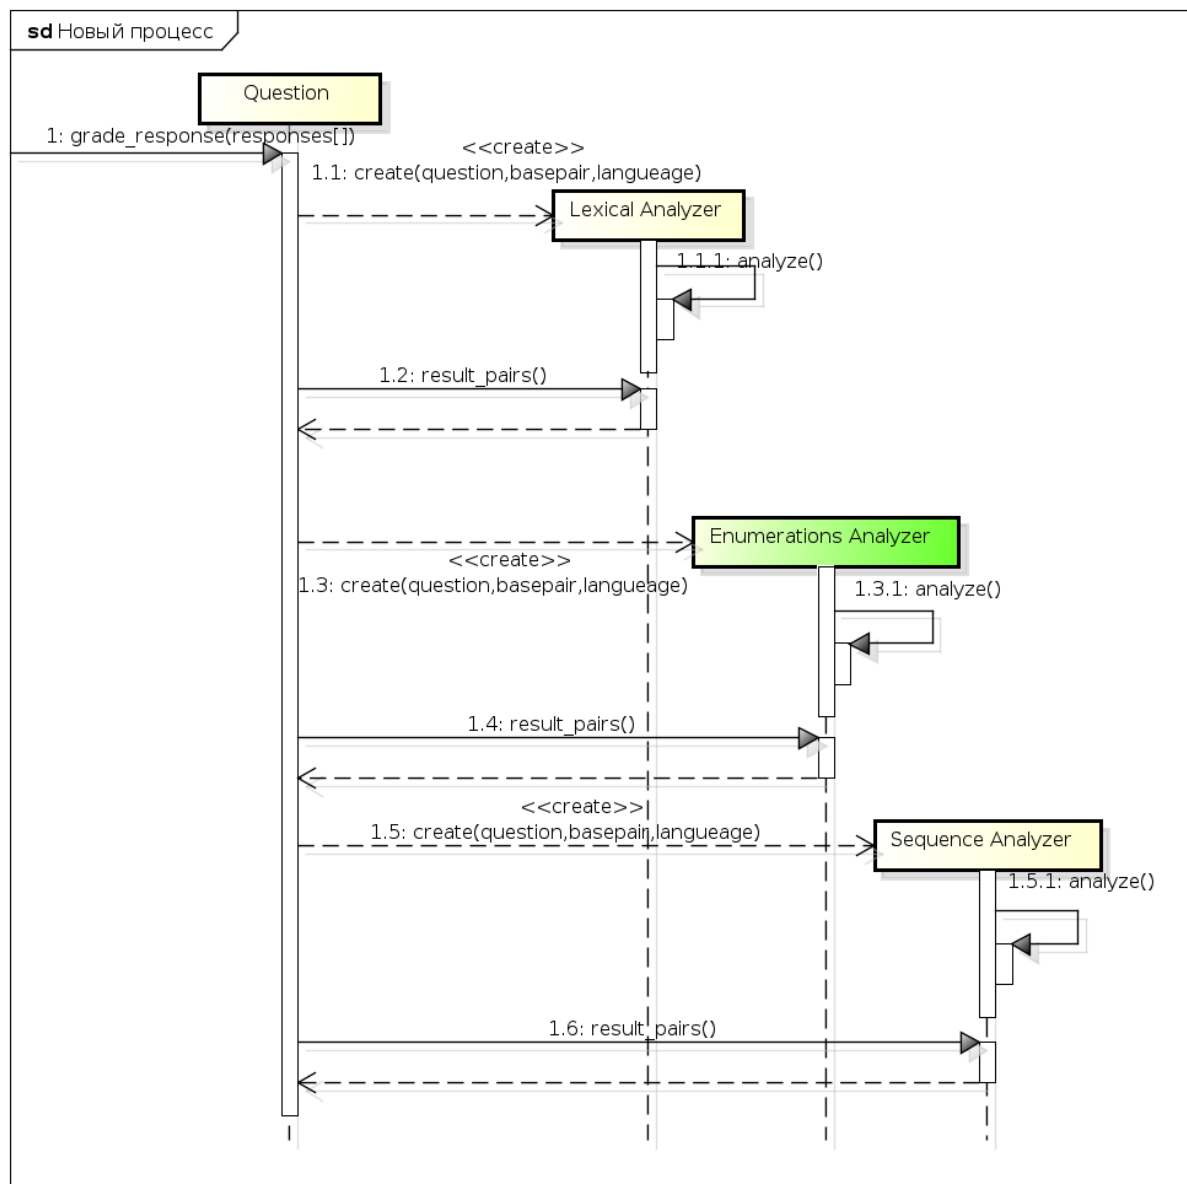 sd Новый процесс
Question
1: grade_response(responses[])
<<create>>
1.1: create(question,basepair,langueage)
Lexical Analyzer
1.1.1: analyze()
1.2: result_pairs()
Enumerations Analyzer
<<create>>
1.3: create(question,basepair,langueage)
1.3.1: analyze()
1.4: result_pairs()
<<create>>
1.5: create(question,basepair,langueage)
Sequence Analyzer
1.5.1: analyze()
1.6: result_pairs()